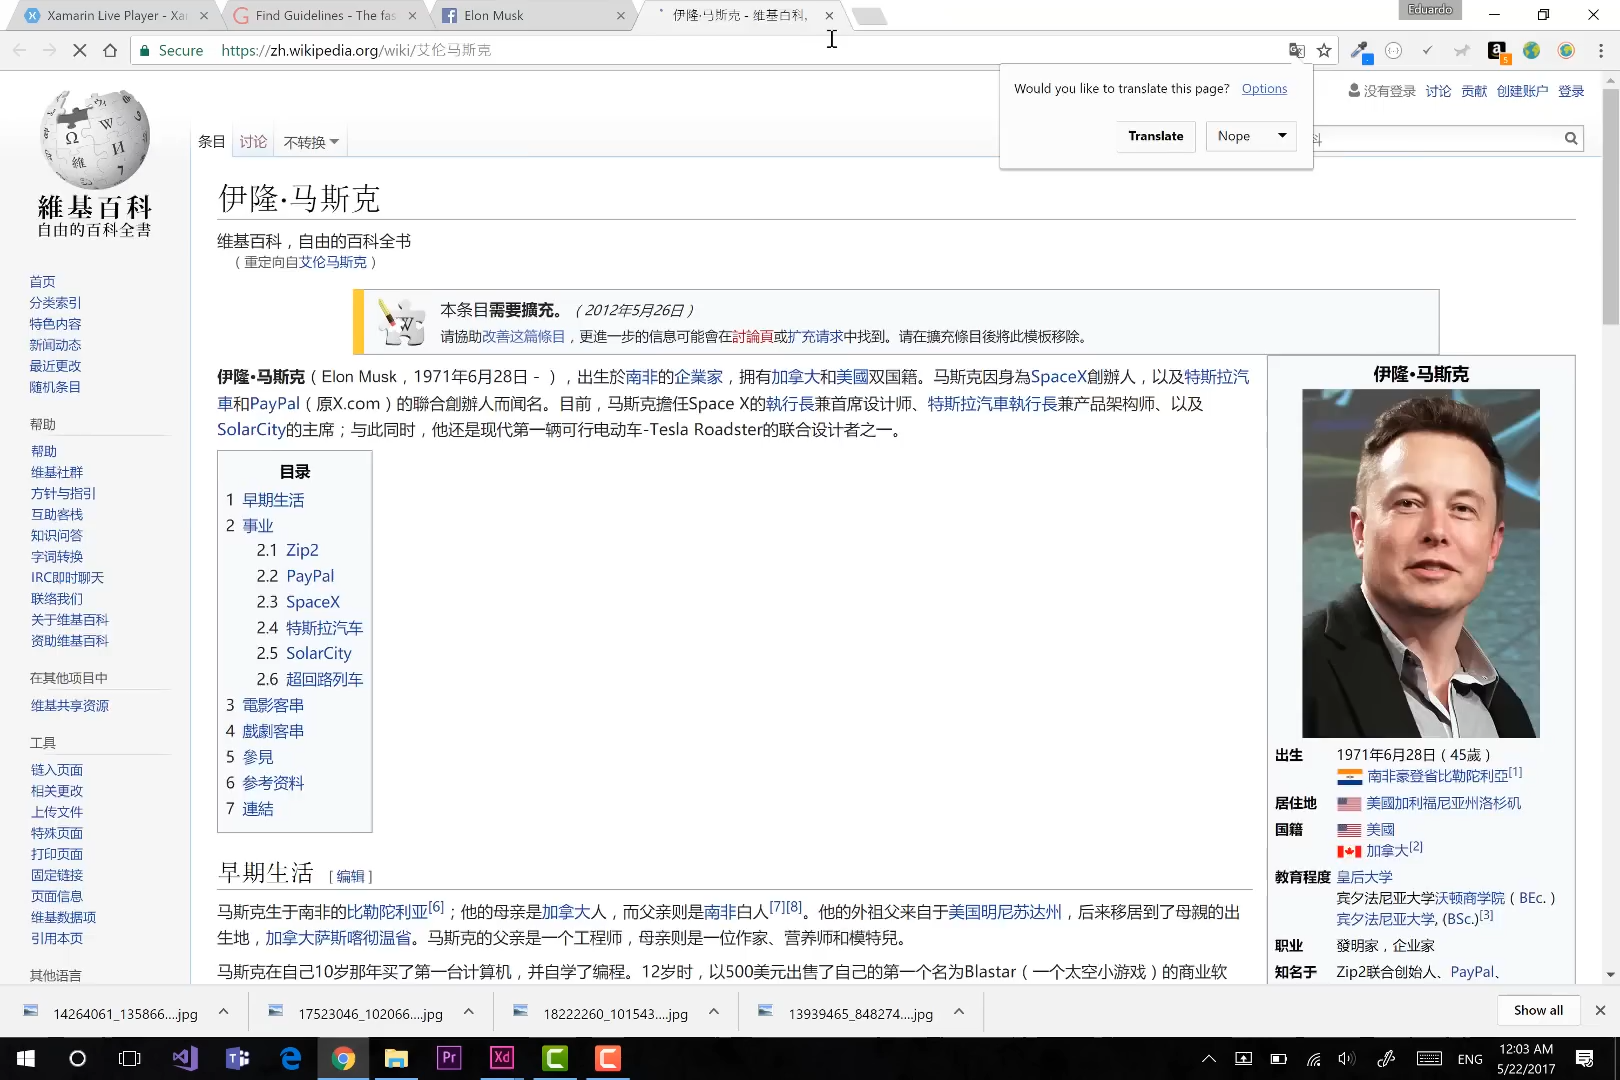 Xamarin Live Player - Xa
Find Guidelines - The fas
Elon Musk
伊隆·马斯克 - 维基百科,
Eduardo
Secure
https://zh.wikipedia.org/wiki/艾伦马斯克
Would you like to translate this page? Options
Translate
Nope
没有登录 讨论 贡献 创建账户 登录
条目 讨论 不转换
科
維基百科
自由的百科全書
首页
分类索引
特色内容
新闻动态
最近更改
随机条目
帮助
帮助
维基社群
方针与指引
互助客栈
知识问答
字词转换
IRC即时聊天
联络我们
关于维基百科
资助维基百科
在其他项目中
维基共享资源
工具
链入页面
相关更改
上传文件
特殊页面
打印页面
固定链接
页面信息
维基数据项
引用本页
其他语言
伊隆·马斯克
维基百科，自由的百科全书
（重定向自艾伦马斯克）
本条目需要擴充。（2012年5月26日）
请協助改善这篇條目，更進一步的信息可能會在討論頁或扩充请求中找到。请在擴充條目後將此模板移除。
伊隆·马斯克（Elon Musk，1971年6月28日－），出生於南非的企業家，拥有加拿大和美國双国籍。马斯克因身為SpaceX創辦人，以及特斯拉汽
車和PayPal（原X.com）的聯合創辦人而闻名。目前，马斯克擔任Space X的執行長兼首席设计师、特斯拉汽車執行長兼产品架构师、以及
SolarCity的主席；与此同时，他还是现代第一辆可行电动车-Tesla Roadster的联合设计者之一。
目录
1 早期生活
2 事业
2.1 Zip2
2.2 PayPal
2.3 SpaceX
2.4 特斯拉汽车
2.5 SolarCity
2.6 超回路列车
3 電影客串
4 戲劇客串
5 參見
6 参考资料
7 連結
早期生活 [编辑]
马斯克生于南非的比勒陀利亚[6]；他的母亲是加拿大人，而父亲则是南非白人[7][8]。他的外祖父来自于美国明尼苏达州，后来移居到了母親的出
生地，加拿大萨斯喀彻温省。马斯克的父亲是一个工程师，母亲则是一位作家、营养师和模特兒。
马斯克在自己10岁那年买了第一台计算机，并自学了编程。12岁时，以500美元出售了自己的第一个名为Blastar（一个太空小游戏）的商业软
伊隆·马斯克
出生 1971年6月28日（45歲）
南非豪登省比勒陀利亞[1]
居住地 美國加利福尼亚州洛杉矶
国籍 美國
加拿大[2]
教育程度 皇后大学
宾夕法尼亚大学沃顿商学院（BEc.）
宾夕法尼亚大学, (BSc.)[3]
职业 發明家，企业家
知名于 Zip2联合创始人、PayPal、
14264061_135866....jpg
17523046_102066....jpg
18222260_101543....jpg
13939465_848274....jpg
Show all
ENG
12:03 AM
5/22/2017